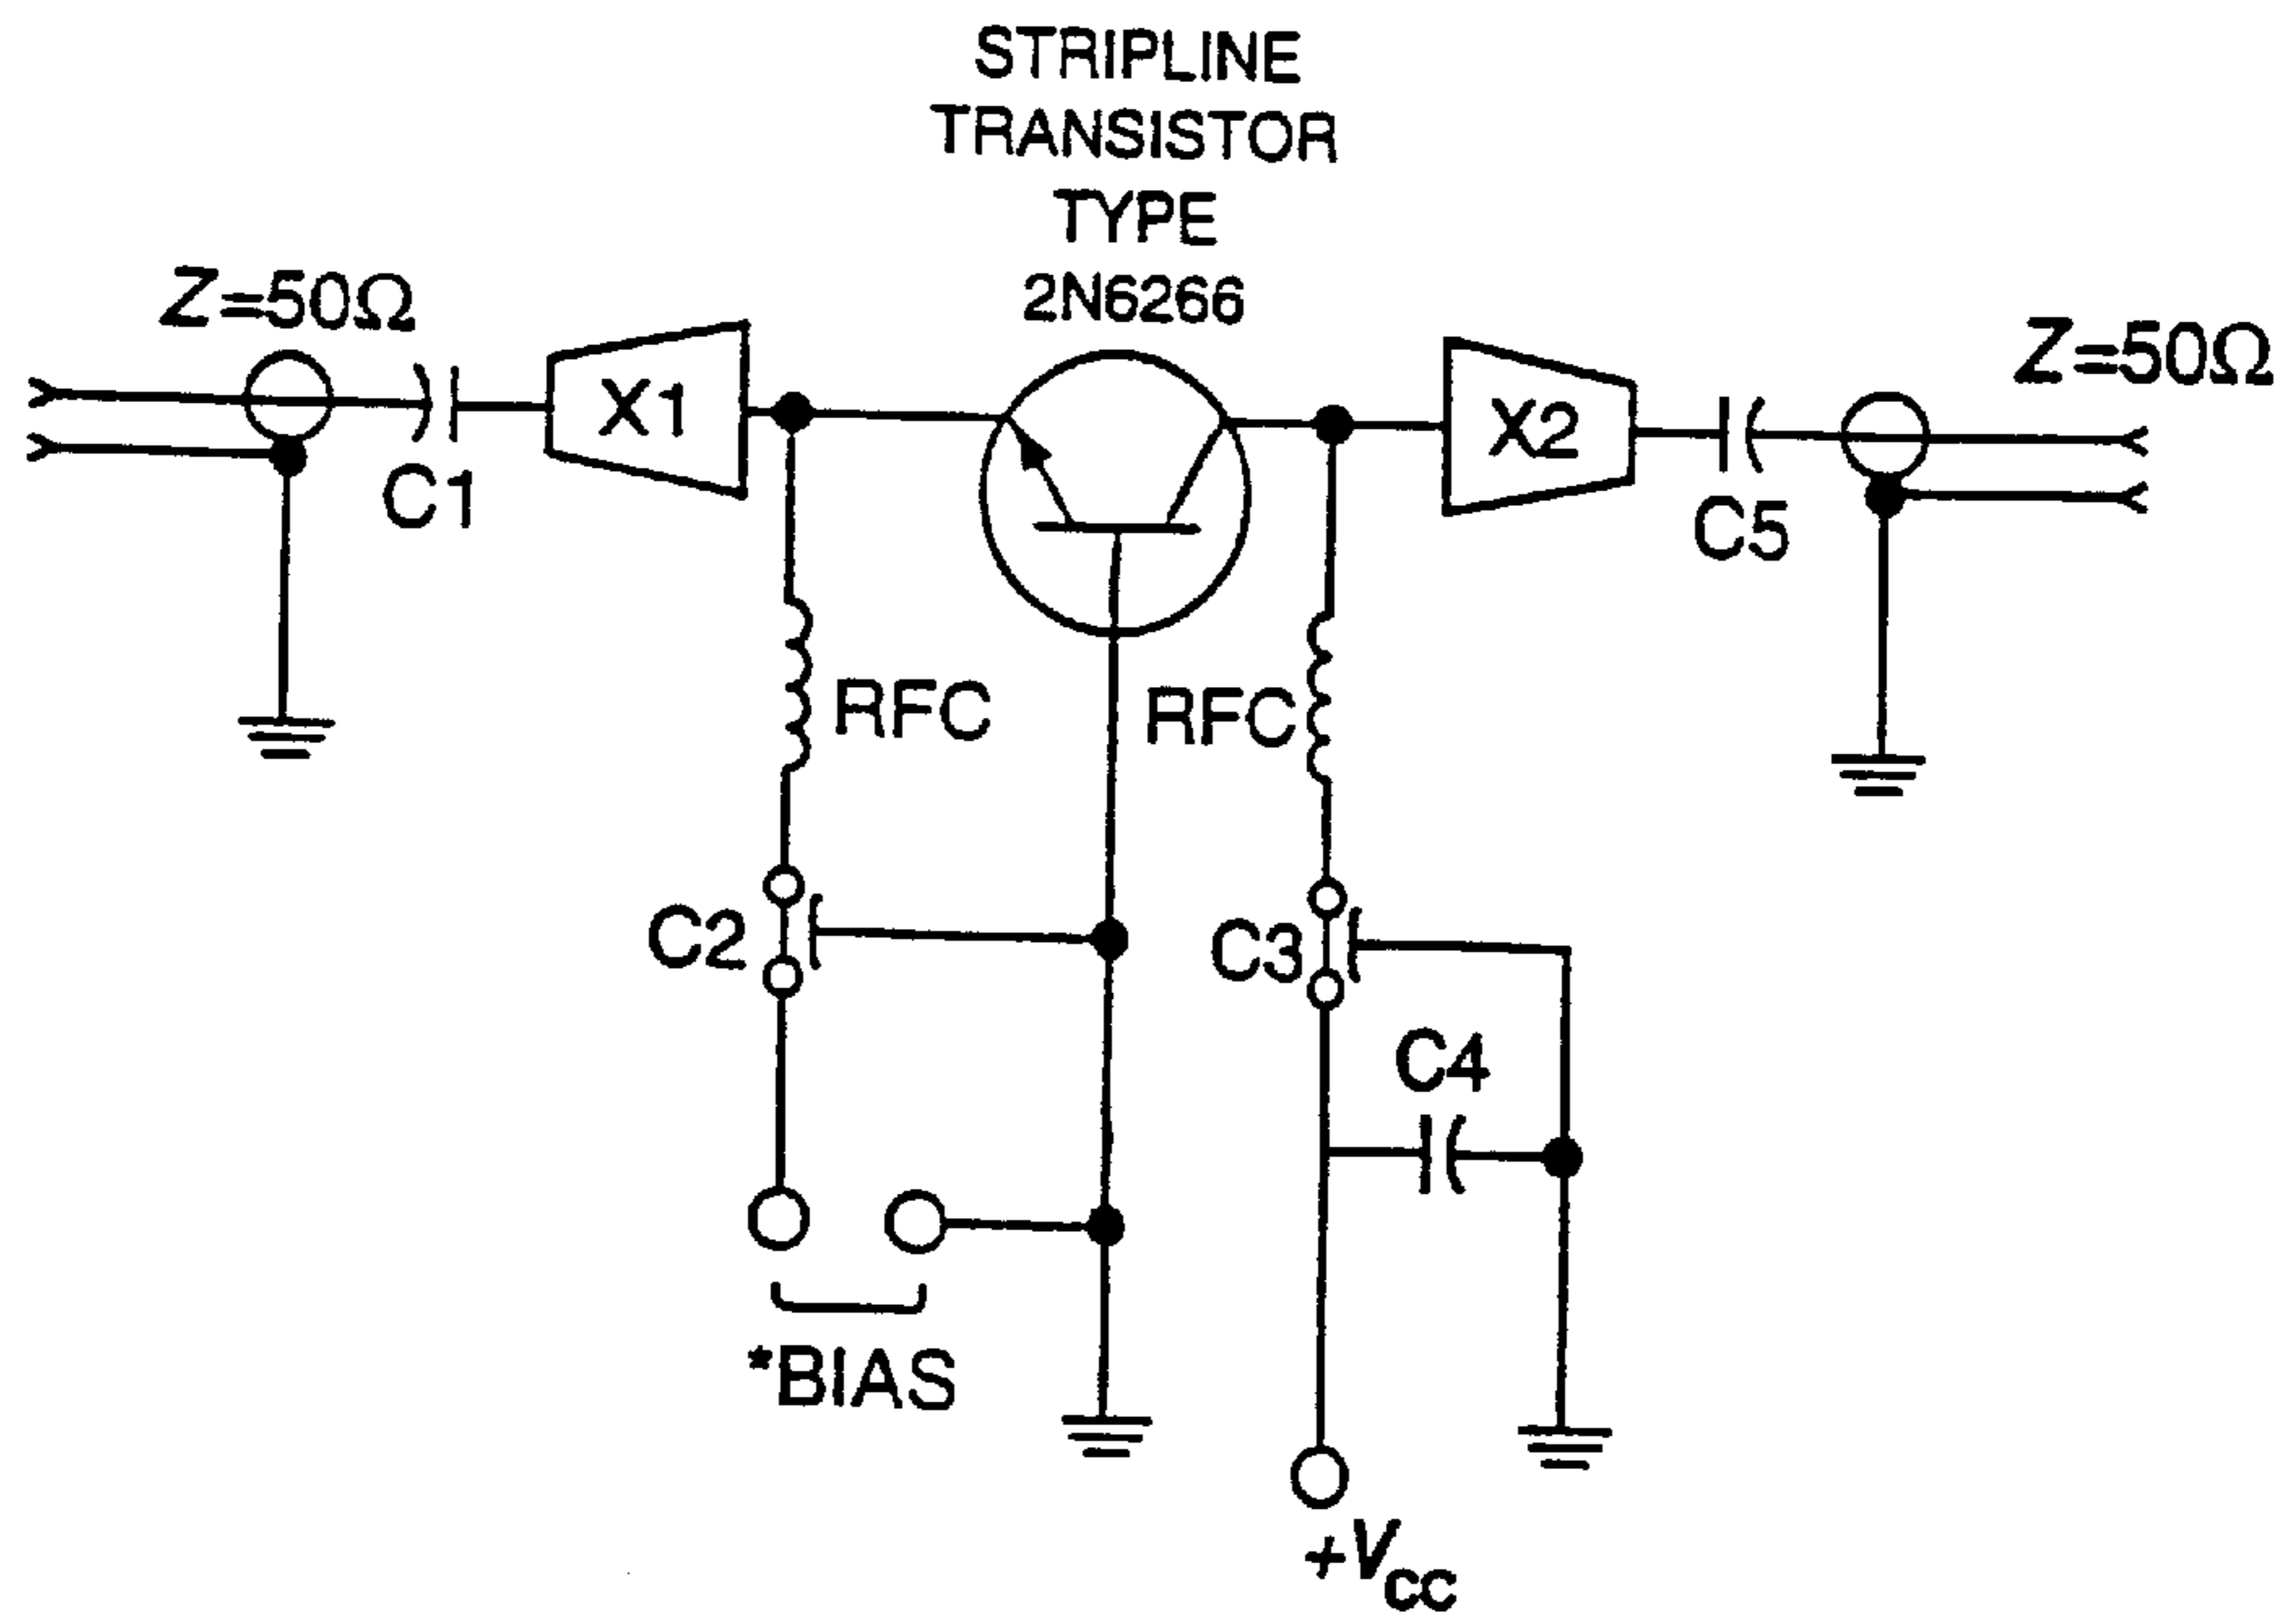 STRIPLINE
TRANSISTOR
TYPE
2N6266
Z=50Ω
X1
C1
X2
C5
Z=50Ω
RFC
RFC
C2
C3
C4
*BIAS
+VCC